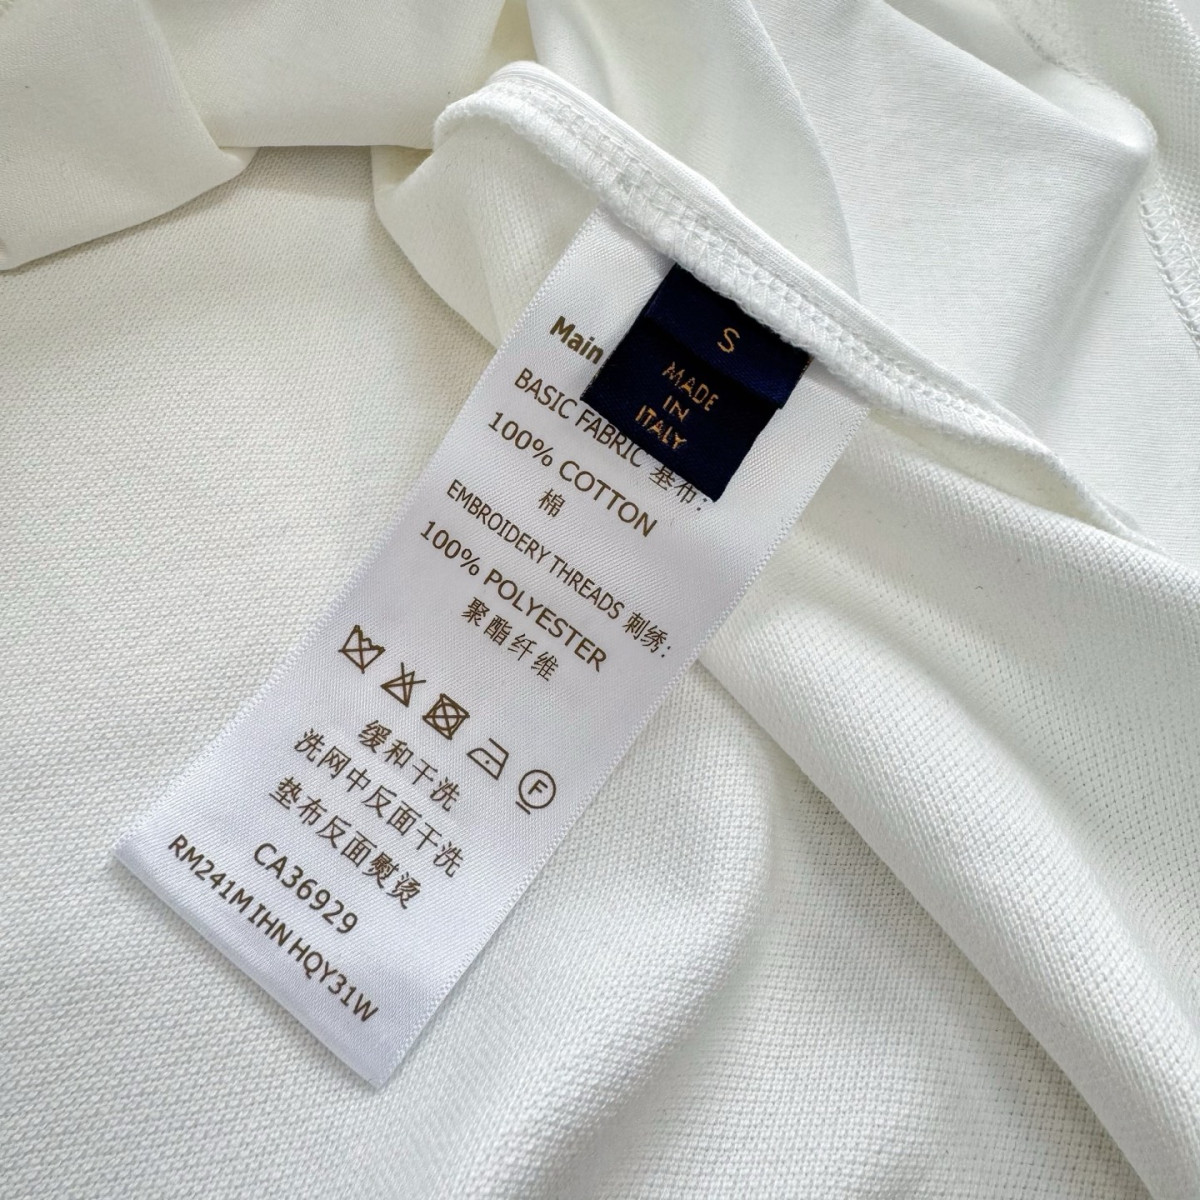 S
MADE
IN
ITALY
Main
BASIC FABRIC 基布:
100% COTTON
棉
EMBROIDERY THREADS 刺绣:
100% POLYESTER
聚酯纤维
F
缓和干洗
洗网中反面干洗
垫布反面熨烫
CA36929
RM241M IHN HQY31W